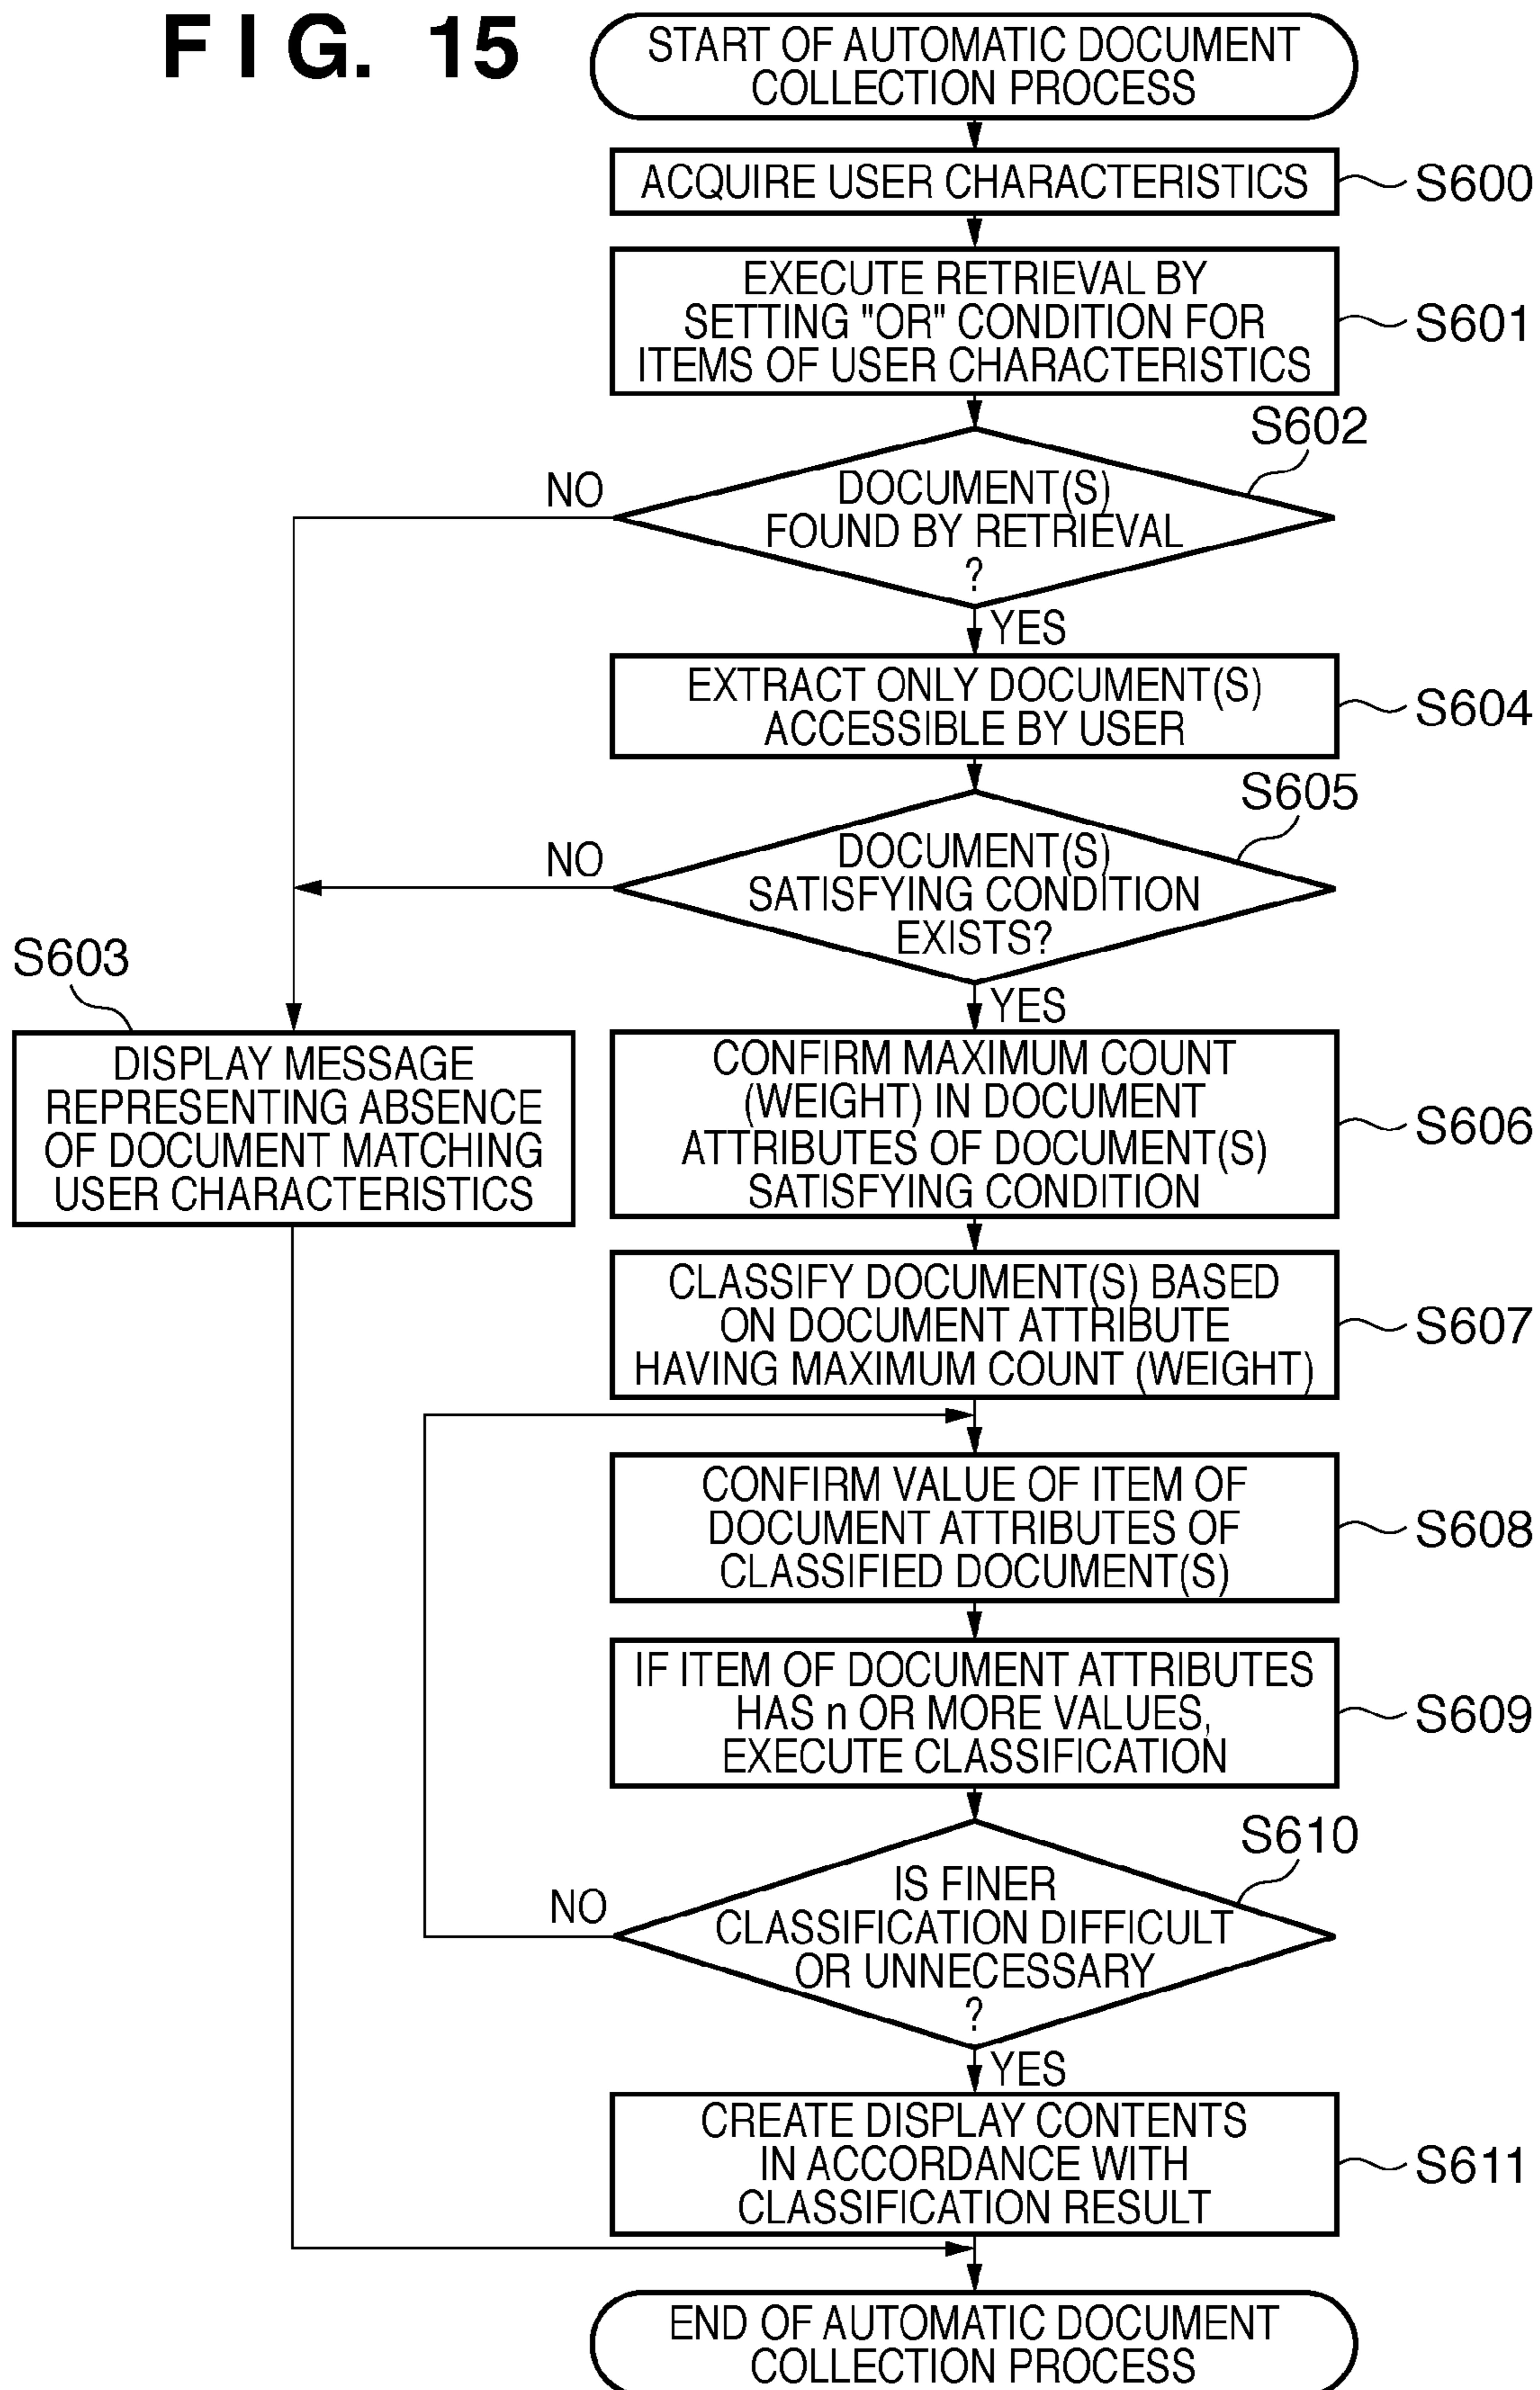 FIG. 15
START OF AUTOMATIC DOCUMENT
COLLECTION PROCESS
ACQUIRE USER CHARACTERISTICS
S600
EXECUTE RETRIEVAL BY
SETTING "OR" CONDITION FOR
ITEMS OF USER CHARACTERISTICS
S601
S602
NO
DOCUMENT(S)
FOUND BY RETRIEVAL
?
YES
EXTRACT ONLY DOCUMENT(S)
ACCESSIBLE BY USER
S604
S605
NO
DOCUMENT(S)
SATISFYING CONDITION
EXISTS?
YES
S603
DISPLAY MESSAGE
REPRESENTING ABSENCE
OF DOCUMENT MATCHING
USER CHARACTERISTICS
CONFIRM MAXIMUM COUNT
(WEIGHT) IN DOCUMENT
ATTRIBUTES OF DOCUMENT(S)
SATISFYING CONDITION
S606
CLASSIFY DOCUMENT(S) BASED
ON DOCUMENT ATTRIBUTE
HAVING MAXIMUM COUNT (WEIGHT)
S607
CONFIRM VALUE OF ITEM OF
DOCUMENT ATTRIBUTES OF
CLASSIFIED DOCUMENT(S)
S608
IF ITEM OF DOCUMENT ATTRIBUTES
HAS n OR MORE VALUES,
EXECUTE CLASSIFICATION
S609
S610
NO
IS FINER
CLASSIFICATION DIFFICULT
OR UNNECESSARY
?
YES
CREATE DISPLAY CONTENTS
IN ACCORDANCE WITH
CLASSIFICATION RESULT
S611
END OF AUTOMATIC DOCUMENT
COLLECTION PROCESS